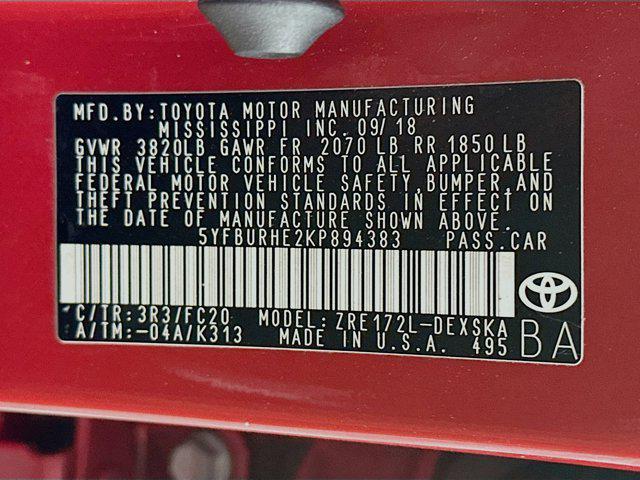 MFD.BY:TOYOTA MOTOR MANUFACTURING
MISSISSIPPI INC. 09/18
GVWR 3820LB GAWR FR 2070 LB RR 1850 LB
THIS VEHICLE CONFORMS TO ALL APPLICABLE
FEDERAL MOTOR VEHICLE SAFETY,BUMPER,AND
THEFT PREVENTION STANDARDS IN EFFECT ON
THE DATE OF MANUFACTURE SHOWN ABOVE.
5YFBURHE2KP894383 PASS.CAR
C/TR:3R3/FC20 MODEL:ZRE172L-DEXSKA
A/TM:-04A/K313 MADE IN U.S.A. 495
BA